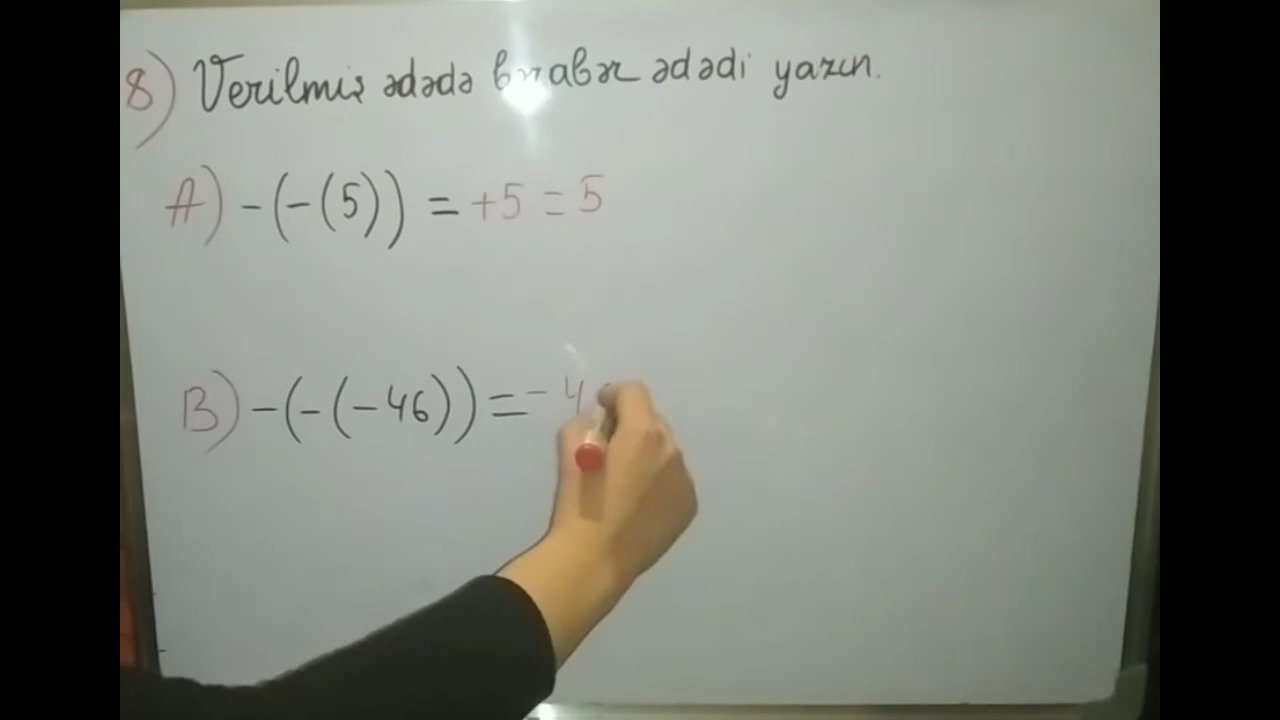 8) Verilmiş ədədə bərabər ədədi yazın.
A) -(-(5)) = +5 = 5
B) -(-(-46)) = - 4